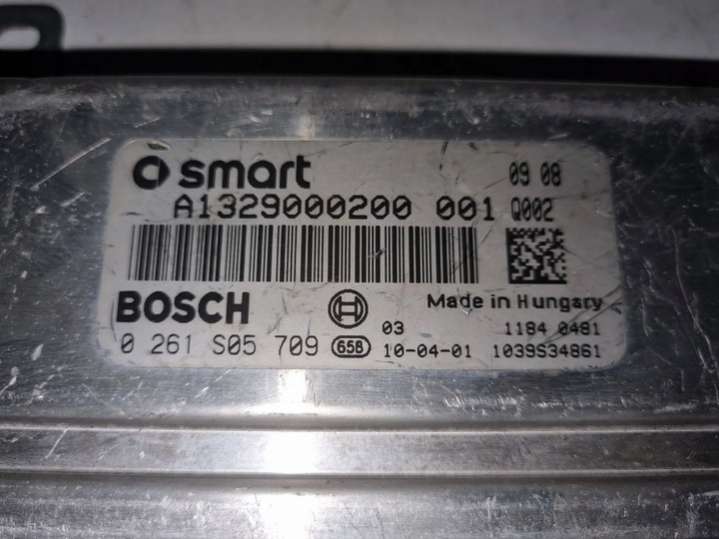 smart 09 08
A1329000200 001 Q002
BOSCH Made in Hungary
03 1184 0481
0 261 S05 709 658 10-04-01 1039S34861